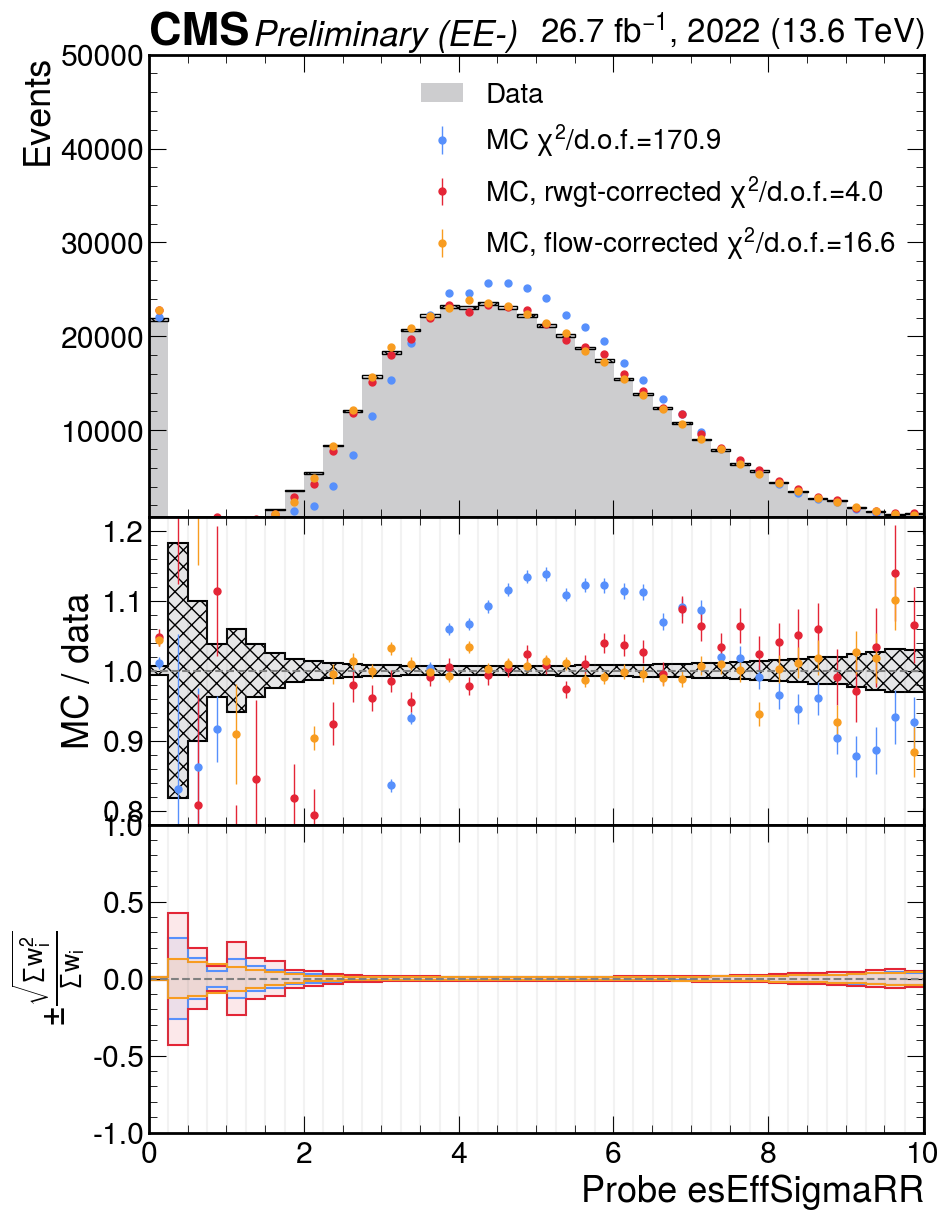 CMS Preliminary (EE-) 26.7 fb⁻¹, 2022 (13.6 TeV)
50000
40000
30000
20000
10000
Events
Data
MC χ²/d.o.f.=170.9
MC, rwgt-corrected χ²/d.o.f.=4.0
MC, flow-corrected χ²/d.o.f.=16.6
1.2
1.1
1.0
0.9
0.8
MC / data
1.0
0.5
0.0
-0.5
-1.0
±√Σwᵢ²/Σwᵢ
0 2 4 6 8 10
Probe esEffSigmaRR